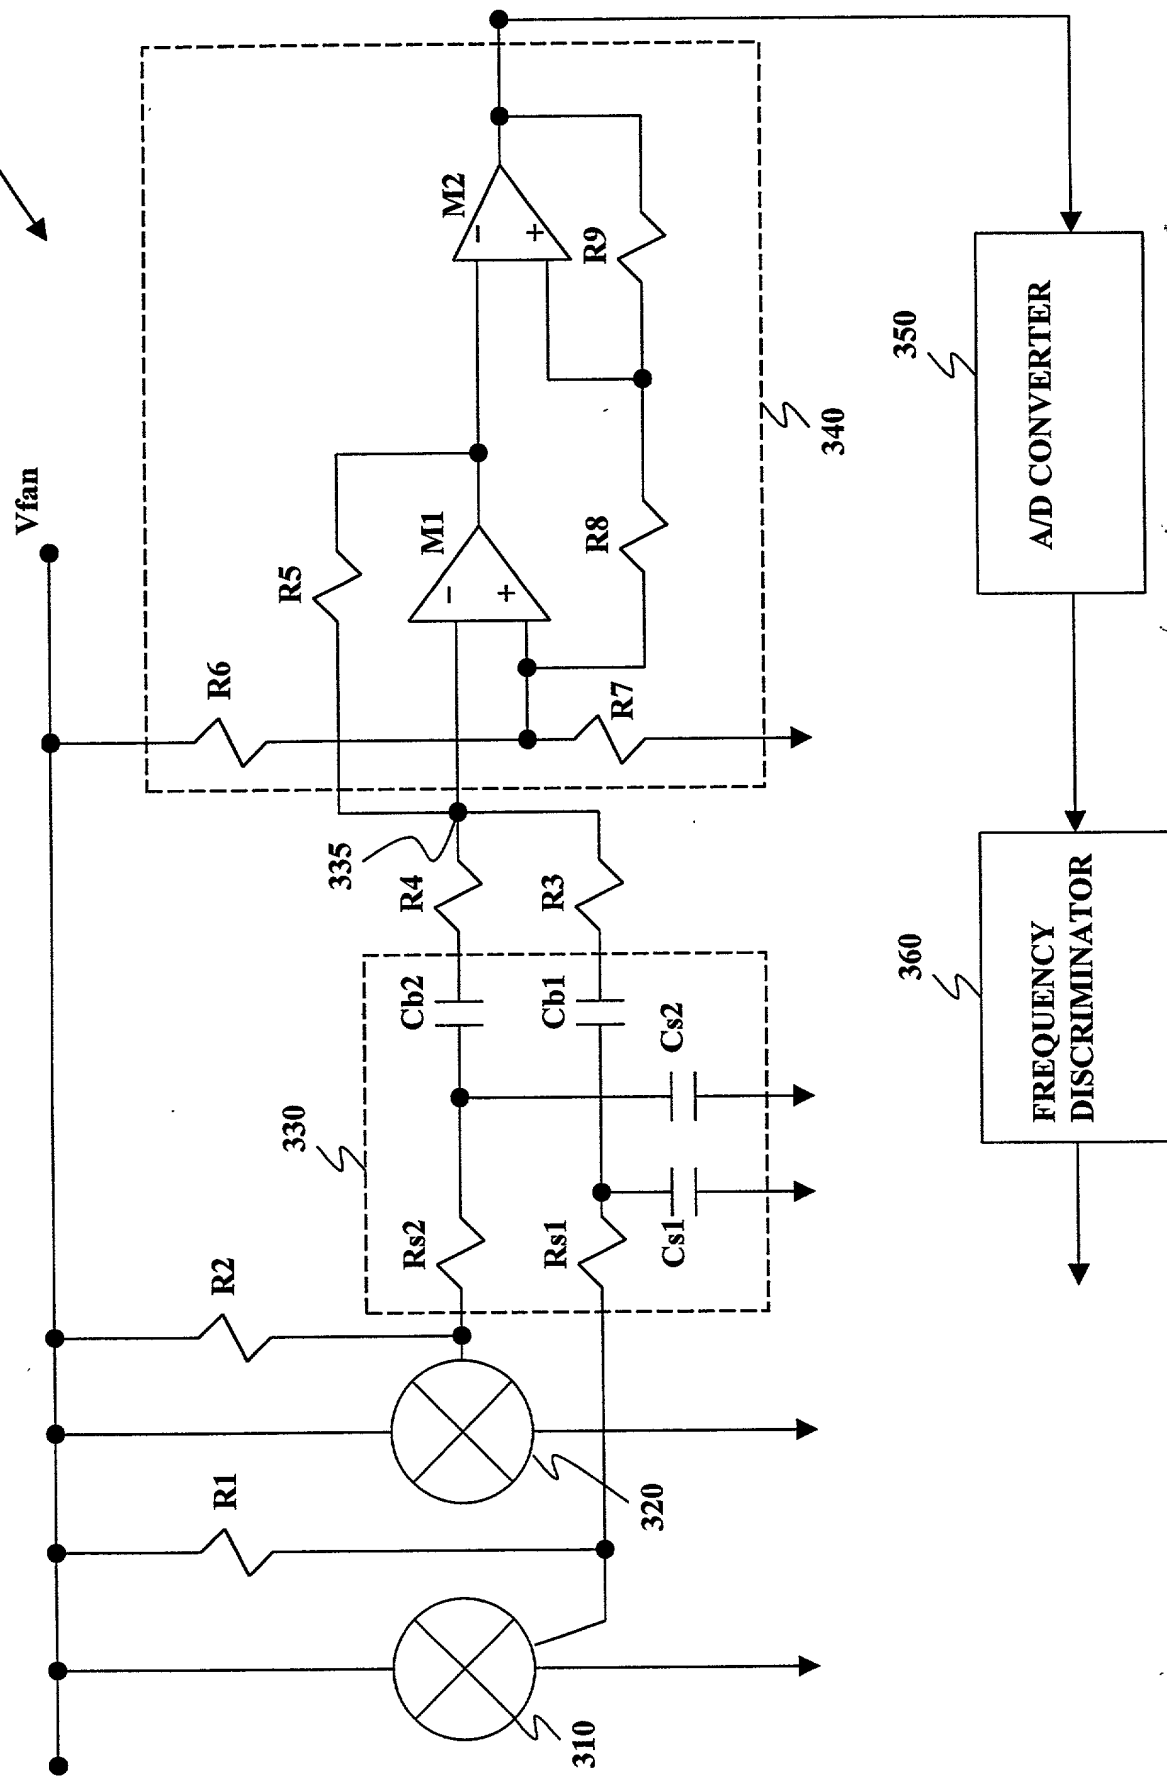 Vfan
R1
R2
R6
R5
M1
M2
-
+
-
+
R7
R8
R9
340
335
R4
R3
330
Rs2
Cb2
Rs1
Cb1
Cs1
Cs2
310
320
360
FREQUENCY
DISCRIMINATOR
350
A/D CONVERTER